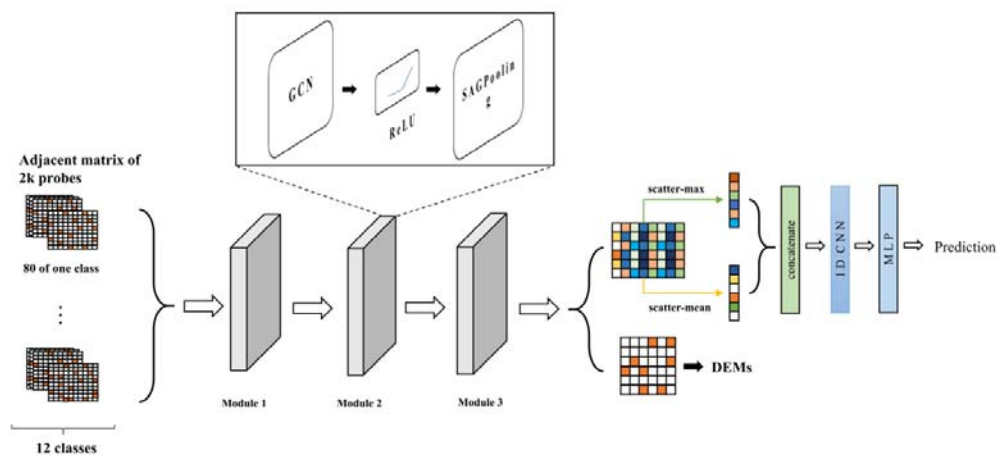 GCN
ReLU
SAGPoolin
g
Adjacent matrix of
2k probes
80 of one class
...
12 classes
Module 1
Module 2
Module 3
scatter-max
scatter-mean
DEMs
concatenate
1D CNN
MLP
Prediction